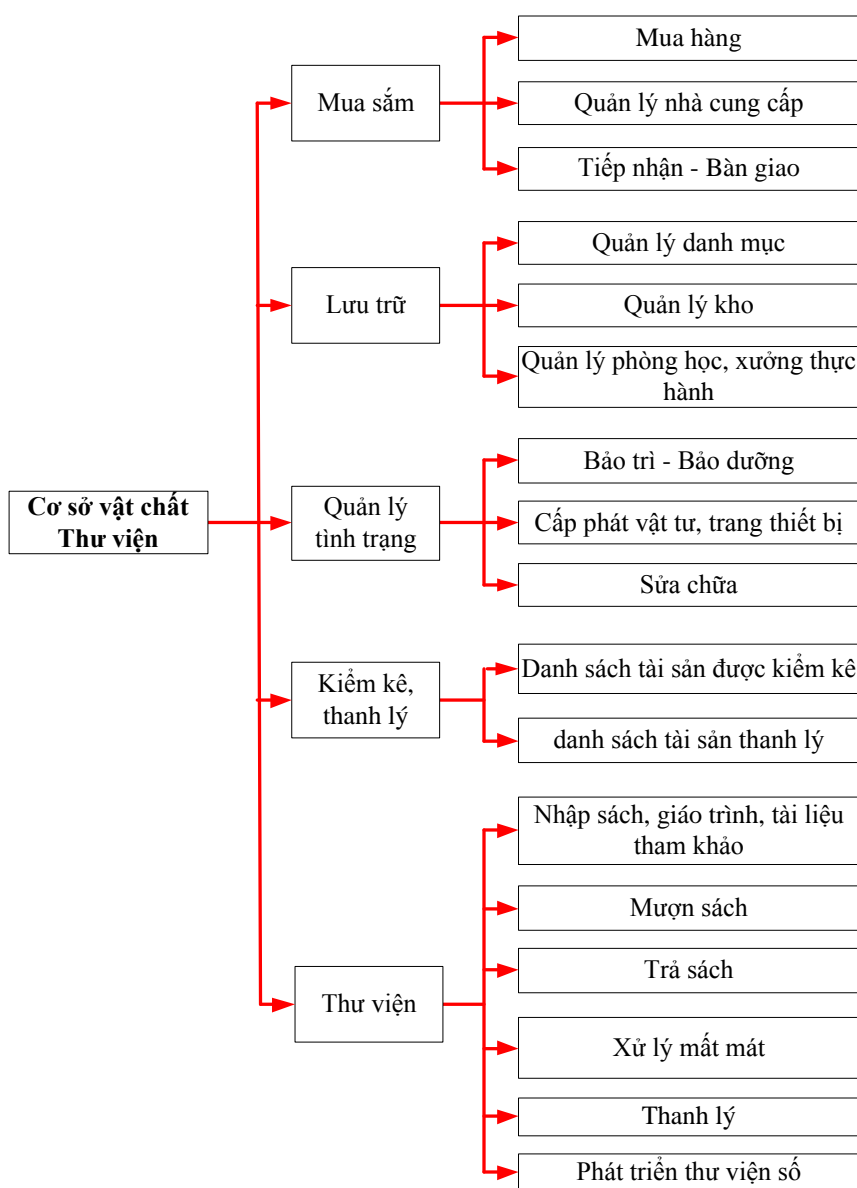 Cơ sở vật chất
Thư viện
Mua sắm
Mua hàng
Quản lý nhà cung cấp
Tiếp nhận - Bàn giao
Lưu trữ
Quản lý danh mục
Quản lý kho
Quản lý phòng học, xưởng thực
hành
Quản lý
tình trạng
Bảo trì - Bảo dưỡng
Cấp phát vật tư, trang thiết bị
Sửa chữa
Kiểm kê,
thanh lý
Danh sách tài sản được kiểm kê
danh sách tài sản thanh lý
Thư viện
Nhập sách, giáo trình, tài liệu
tham khảo
Mượn sách
Trả sách
Xử lý mất mát
Thanh lý
Phát triển thư viện số